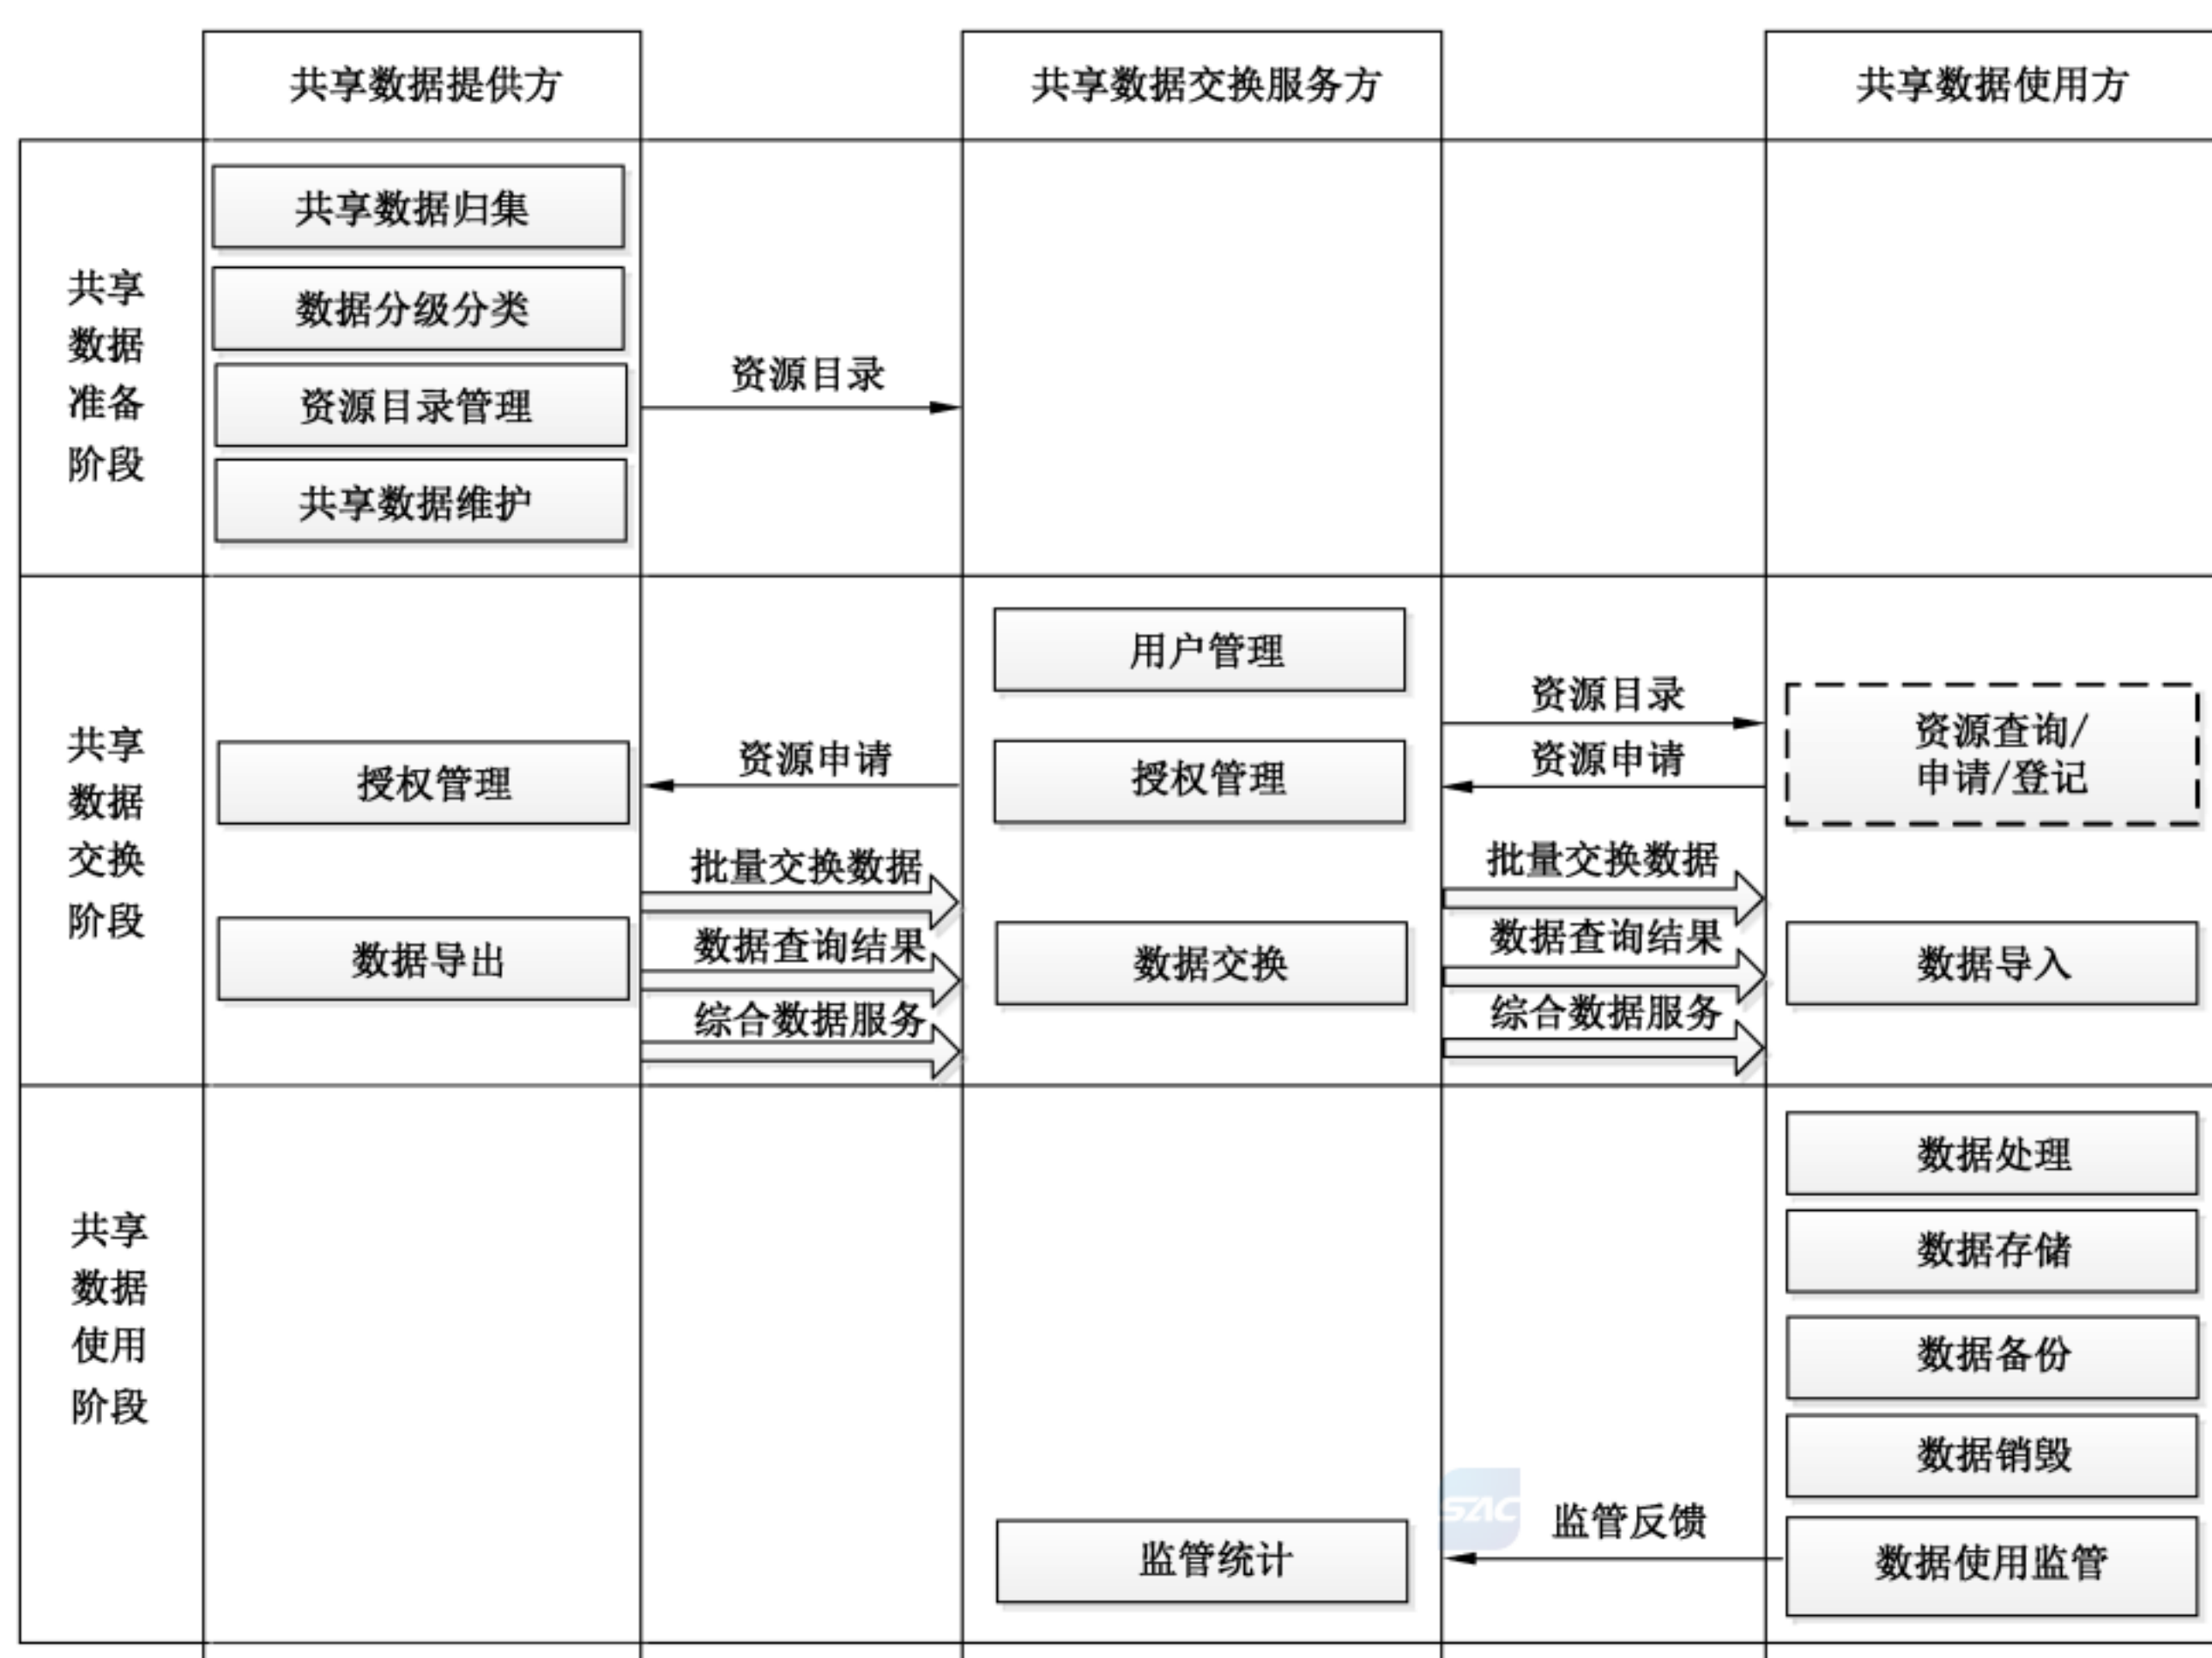 共享数据提供方
共享数据交换服务方
共享数据使用方
共享
数据
准备
阶段
共享数据归集
数据分级分类
资源目录管理
共享数据维护
资源目录
共享
数据
交换
阶段
授权管理
数据导出
资源申请
批量交换数据
数据查询结果
综合数据服务
用户管理
授权管理
数据交换
资源目录
资源申请
批量交换数据
数据查询结果
综合数据服务
资源查询/
申请/登记
数据导入
共享
数据
使用
阶段
监管统计
SAC
监管反馈
数据处理
数据存储
数据备份
数据销毁
数据使用监管